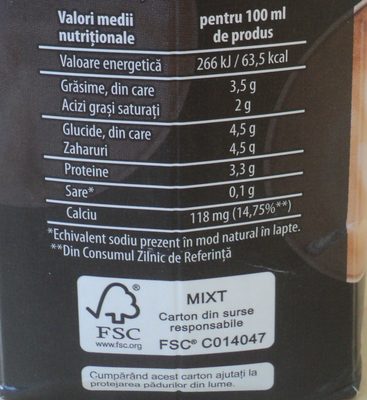 Valori medii pentru 100 ml
nutriționale de produs
Valoare energetică 266 kJ / 63,5 kcal
Grăsime, din care 3,5 g
Acizi grași saturați 2 g
Glucide, din care 4,5 g
Zaharuri 4,5 g
Proteine 3,3 g
Sare* 0,1 g
Calciu 118 mg (14,75%**)
*Echivalent sodiu prezent în mod natural în lapte.
**Din Consumul Zilnic de Referință
FSC
www.fsc.org
MIXT
Carton din surse
responsabile
FSC® C014047
Cumpărând acest carton ajutați la
protejarea pădurilor din lume.